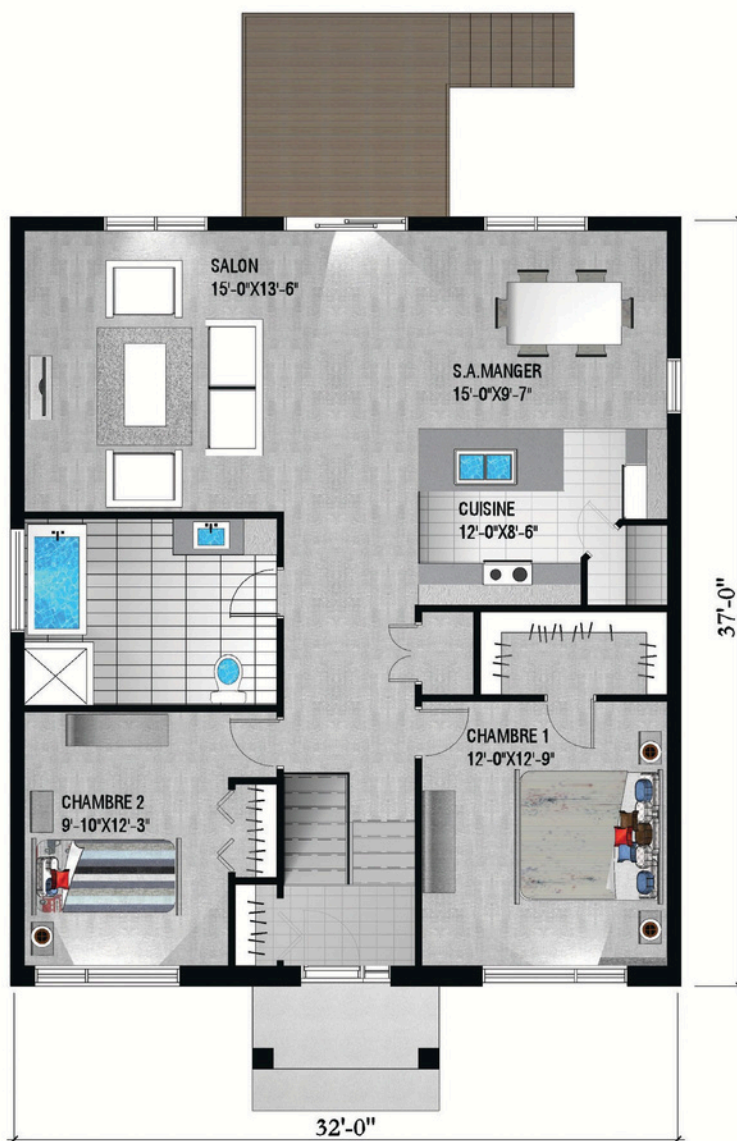 SALON
15'-0"X13'-6"
S.A.MANGER
15'-0"X9'-7"
CUISINE
12'-0"X8'-6"
37'-0"
CHAMBRE 1
12'-0"X12'-9"
CHAMBRE 2
9'-10"X12'-3"
32'-0"